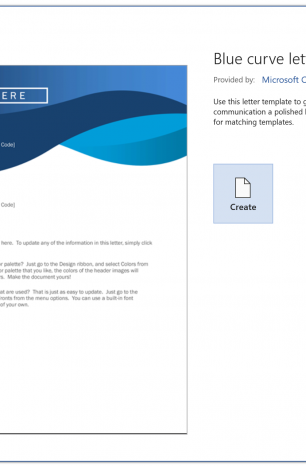 Blue curve let
Provided by: Microsoft C
Use this letter template to g
communication a polished
for matching templates.
Create
ERE
Code]
Code]
here. To update any of the information in this letter, simply click
or palette? Just go to the Design ribbon, and select Colors from
or palette that you like, the colors of the header images will
s. Make the document yours!
at are used? That is just as easy to update. Just go to the
fonts from the menu options. You can use a built-in font
of your own.